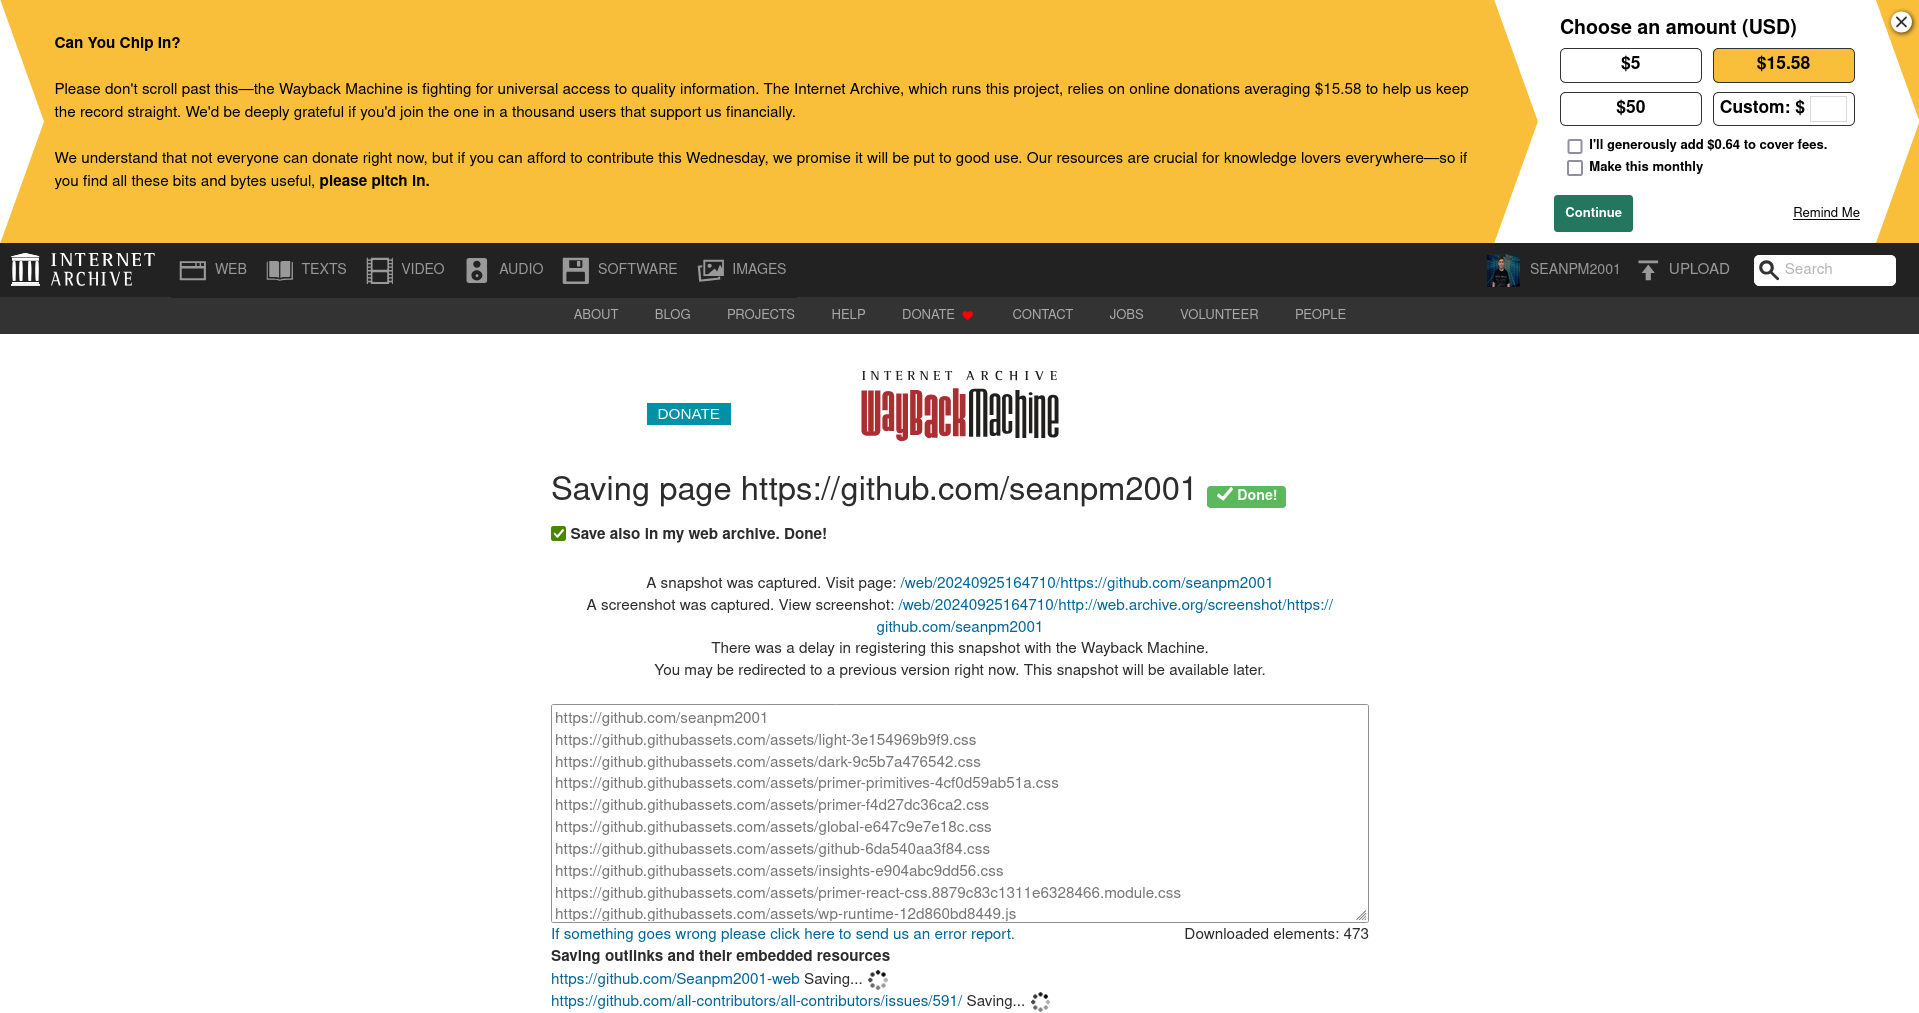 Can You Chip In?
Please don't scroll past this—the Wayback Machine is fighting for universal access to quality information. The Internet Archive, which runs this project, relies on online donations averaging $15.58 to help us keep
the record straight. We'd be deeply grateful if you'd join the one in a thousand users that support us financially.
We understand that not everyone can donate right now, but if you can afford to contribute this Wednesday, we promise it will be put to good use. Our resources are crucial for knowledge lovers everywhere—so if
you find all these bits and bytes useful, please pitch in.
Choose an amount (USD)
$5 $15.58
$50 Custom: $
I'll generously add $0.64 to cover fees.
Make this monthly
Continue Remind Me
INTERNET
ARCHIVE
WEB TEXTS VIDEO AUDIO SOFTWARE IMAGES SEANPM2001 UPLOAD Search
ABOUT BLOG PROJECTS HELP DONATE CONTACT JOBS VOLUNTEER PEOPLE
INTERNET ARCHIVE
WayBackMachine
DONATE
Saving page https://github.com/seanpm2001 Done!
Save also in my web archive. Done!
A snapshot was captured. Visit page: /web/20240925164710/https://github.com/seanpm2001
A screenshot was captured. View screenshot: /web/20240925164710/http://web.archive.org/screenshot/https://
github.com/seanpm2001
There was a delay in registering this snapshot with the Wayback Machine.
You may be redirected to a previous version right now. This snapshot will be available later.
https://github.com/seanpm2001
https://github.githubassets.com/assets/light-3e154969b9f9.css
https://github.githubassets.com/assets/dark-9c5b7a476542.css
https://github.githubassets.com/assets/primer-primitives-4cf0d59ab51a.css
https://github.githubassets.com/assets/primer-f4d27dc36ca2.css
https://github.githubassets.com/assets/global-e647c9e7e18c.css
https://github.githubassets.com/assets/github-6da540aa3f84.css
https://github.githubassets.com/assets/insights-e904abc9dd56.css
https://github.githubassets.com/assets/primer-react-css.8879c83c1311e6328466.module.css
https://github.githubassets.com/assets/wp-runtime-12d860bd8449.js
If something goes wrong please click here to send us an error report. Downloaded elements: 473
Saving outlinks and their embedded resources
https://github.com/Seanpm2001-web Saving...
https://github.com/all-contributors/all-contributors/issues/591/ Saving...